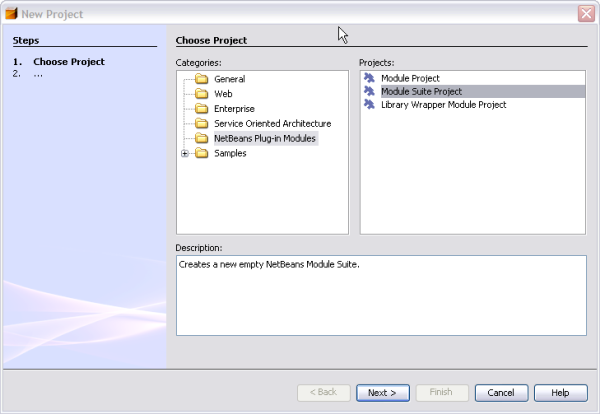 New Project
Steps
1. Choose Project
2. ...
Choose Project
Categories:
General
Web
Enterprise
Service Oriented Architecture
NetBeans Plug-in Modules
Samples
Projects:
Module Project
Module Suite Project
Library Wrapper Module Project
Description:
Creates a new empty NetBeans Module Suite.
< Back
Next >
Finish
Cancel
Help